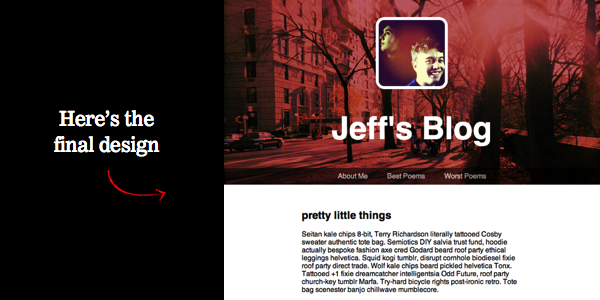 Here's the
final design
Jeff's Blog
About Me Best Poems Worst Poems
pretty little things
Seitan kale chips 8-bit, Terry Richardson literally tattooed Cosby
sweater authentic tote bag. Semiotics DIY salvia trust fund, hoodie
actually bespoke fashion axe cred Godard beard roof party ethical
leggings helvetica. Squid kogi tumblr, disrupt cornhole biodiesel fixie
roof party direct trade. Wolf kale chips beard pickled helvetica Tonx.
Tattooed +1 fixie dreamcatcher intelligentsia Odd Future, roof party
church-key tumblr Marfa. Try-hard bicycle rights post-ironic retro. Tote
bag scenester banjo chillwave mumblecore.